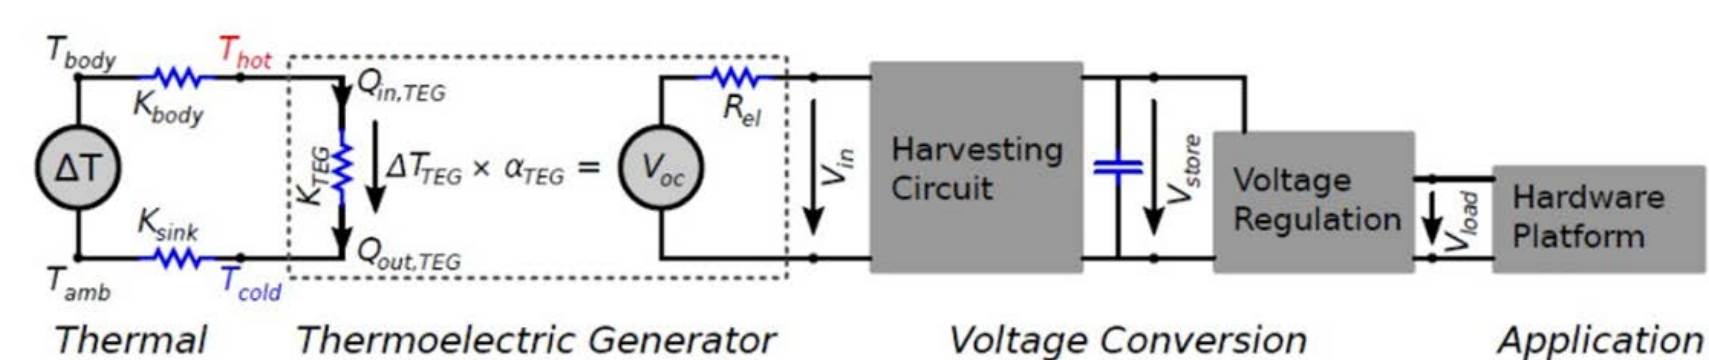 T_body
T_hot
K_body
ΔT
K_sink
T_amb
T_cold
Q_in,TEG
K_TEG
ΔT_TEG × α_TEG =
Q_out,TEG
V_oc
R_el
V_in
Harvesting
Circuit
V_store
Voltage
Regulation
V_load
Hardware
Platform
Thermal
Thermoelectric Generator
Voltage Conversion
Application